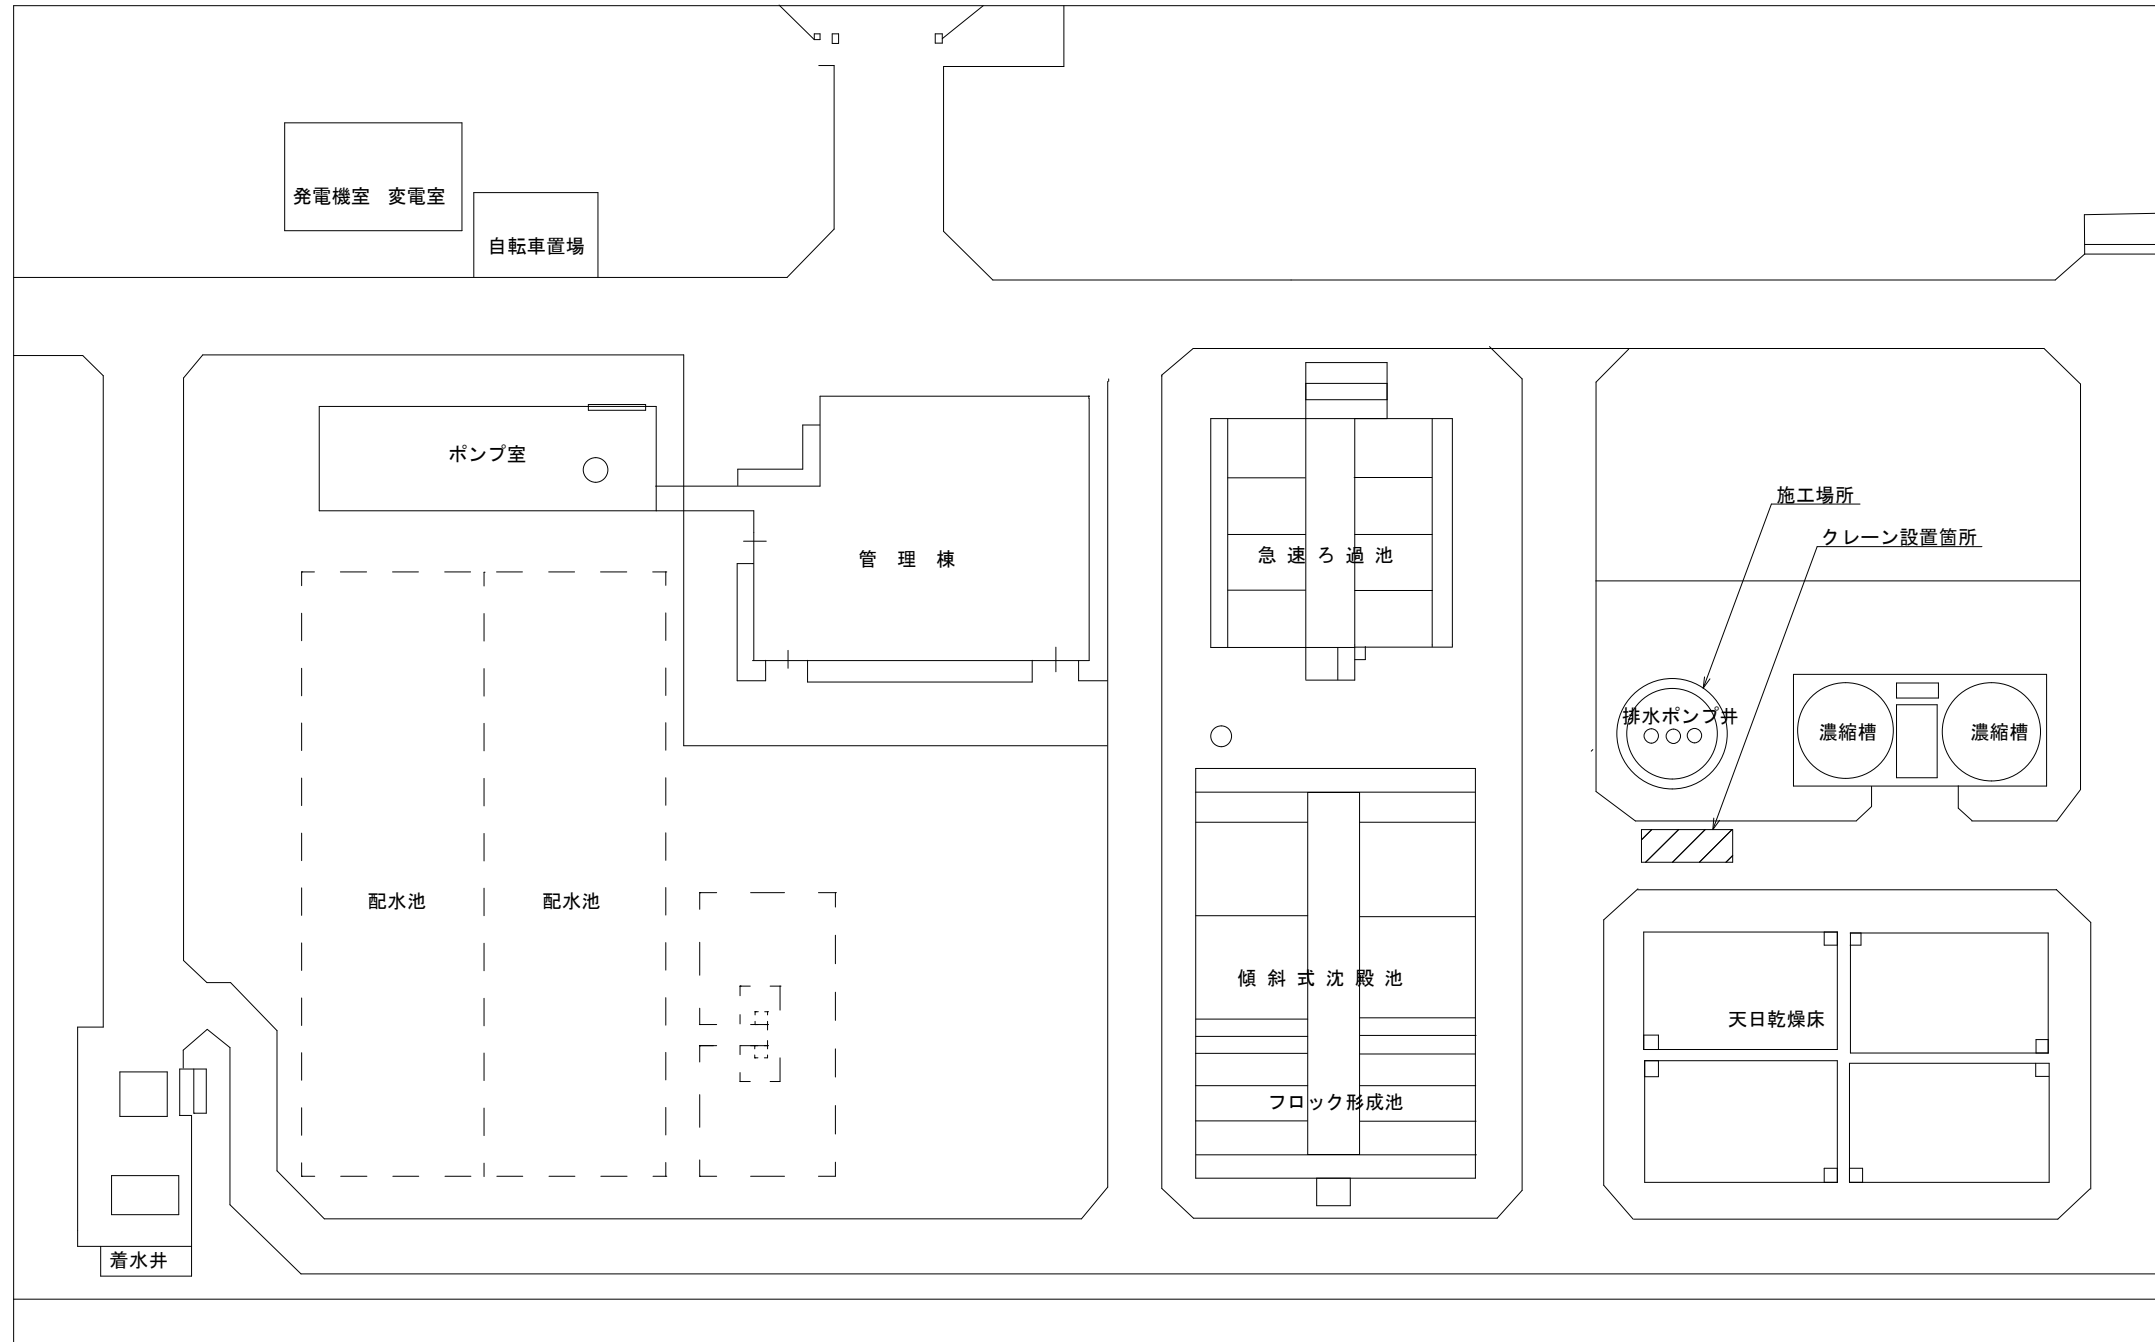 発電機室　変電室
自転車置場
ポンプ室
施工場所
クレーン設置箇所
管　理　棟
急 速 ろ 過 池
排水ポンプ井
濃縮槽
濃縮槽
配水池
配水池
傾 斜 式 沈 殿 池
天日乾燥床
フロック形成池
着水井